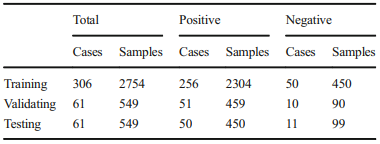 Total Positive Negative
Cases Samples Cases Samples Cases Samples
Training 306 2754 256 2304 50 450
Validating 61 549 51 459 10 90
Testing 61 549 50 450 11 99